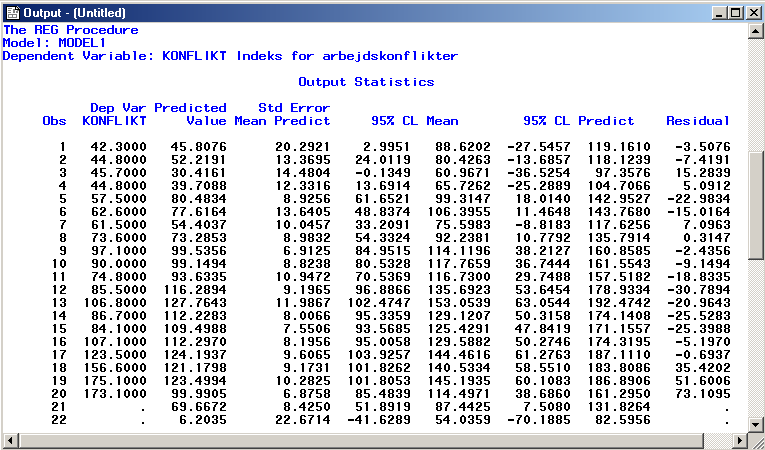 Output - (Untitled)
The REG Procedure
Model: MODEL1
Dependent Variable: KONFLIKT Indeks for arbejdskonflikter
Output Statistics
Dep Var Predicted Std Error
Obs KONFLIKT Value Mean Predict 95% CL Mean 95% CL Predict Residual
1 42.3000 45.8076 20.2921 2.9951 88.6202 -27.5457 119.1610 -3.5076
2 44.8000 52.2191 13.3695 24.0119 80.4263 -13.6857 118.1239 -7.4191
3 45.7000 30.4161 14.4804 -0.1349 60.9671 -36.5254 97.3576 15.2839
4 44.8000 39.7088 12.3316 13.6914 65.7262 -25.2889 104.7066 5.0912
5 57.5000 80.4834 8.9256 61.6521 99.3147 18.0140 142.9527 -22.9834
6 62.6000 77.6164 13.6405 48.8374 106.3955 11.4648 143.7680 -15.0164
7 61.5000 54.4037 10.0457 33.2091 75.5983 -8.8183 117.6256 7.0963
8 73.6000 73.2853 8.9832 54.3324 92.2381 10.7792 135.7914 0.3147
9 97.1000 99.5356 6.9125 84.9515 114.1196 38.2127 160.8585 -2.4356
10 90.0000 99.1494 8.8238 80.5328 117.7659 36.7444 161.5543 -9.1494
11 74.8000 93.6335 10.9472 70.5369 116.7300 29.7488 157.5182 -18.8335
12 85.5000 116.2894 9.1965 96.8866 135.6923 53.6454 178.9334 -30.7894
13 106.8000 127.7643 11.9867 102.4747 153.0539 63.0544 192.4742 -20.9643
14 86.7000 112.2283 8.0066 95.3359 129.1207 50.3158 174.1408 -25.5283
15 84.1000 109.4988 7.5506 93.5685 125.4291 47.8419 171.1557 -25.3988
16 107.1000 112.2970 8.1956 95.0058 129.5882 50.2746 174.3195 -5.1970
17 123.5000 124.1937 9.6065 103.9257 144.4616 61.2763 187.1110 -0.6937
18 156.6000 121.1798 9.1731 101.8262 140.5334 58.5510 183.8086 35.4202
19 175.1000 123.4994 10.2825 101.8053 145.1935 60.1083 186.8906 51.6006
20 173.1000 99.9905 6.8758 85.4839 114.4971 38.6860 161.2950 73.1095
21 . 69.6672 8.4250 51.8919 87.4425 7.5080 131.8264 .
22 . 6.2035 22.6714 -41.6289 54.0359 -70.1885 82.5956 .